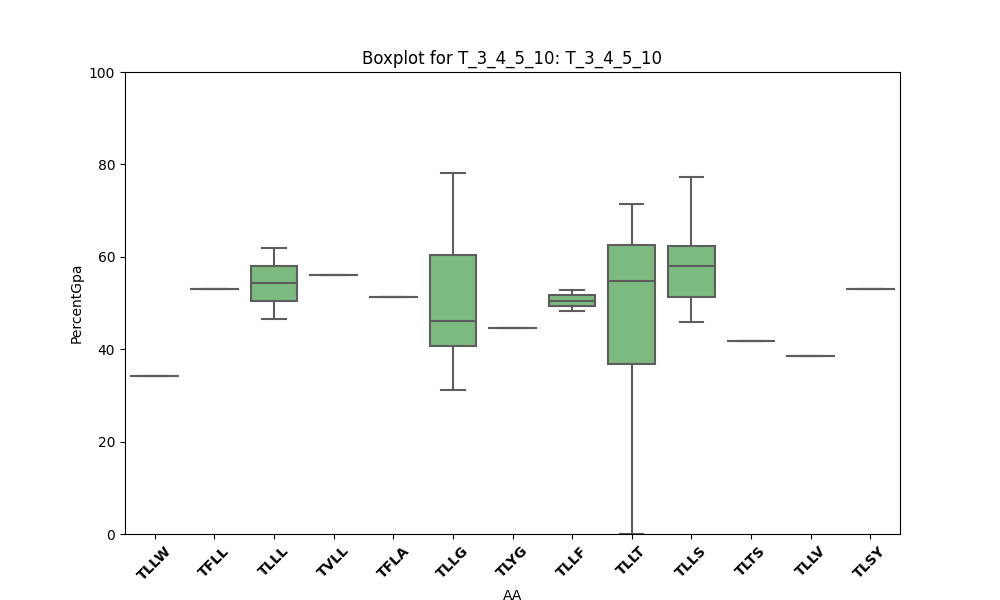 Boxplot for T_3_4_5_10: T_3_4_5_10
PercentGpa
100
80
60
40
20
0
TLLW TFLL TLLL TVLL TFLA TLLG TLYG TLLF TLLT TLLS TLTS TLLV TLSY
AA